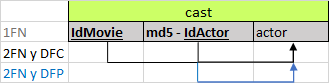 cast
1FN IdMovie md5 - IdActor actor
2FN y DFC
2FN y DFP